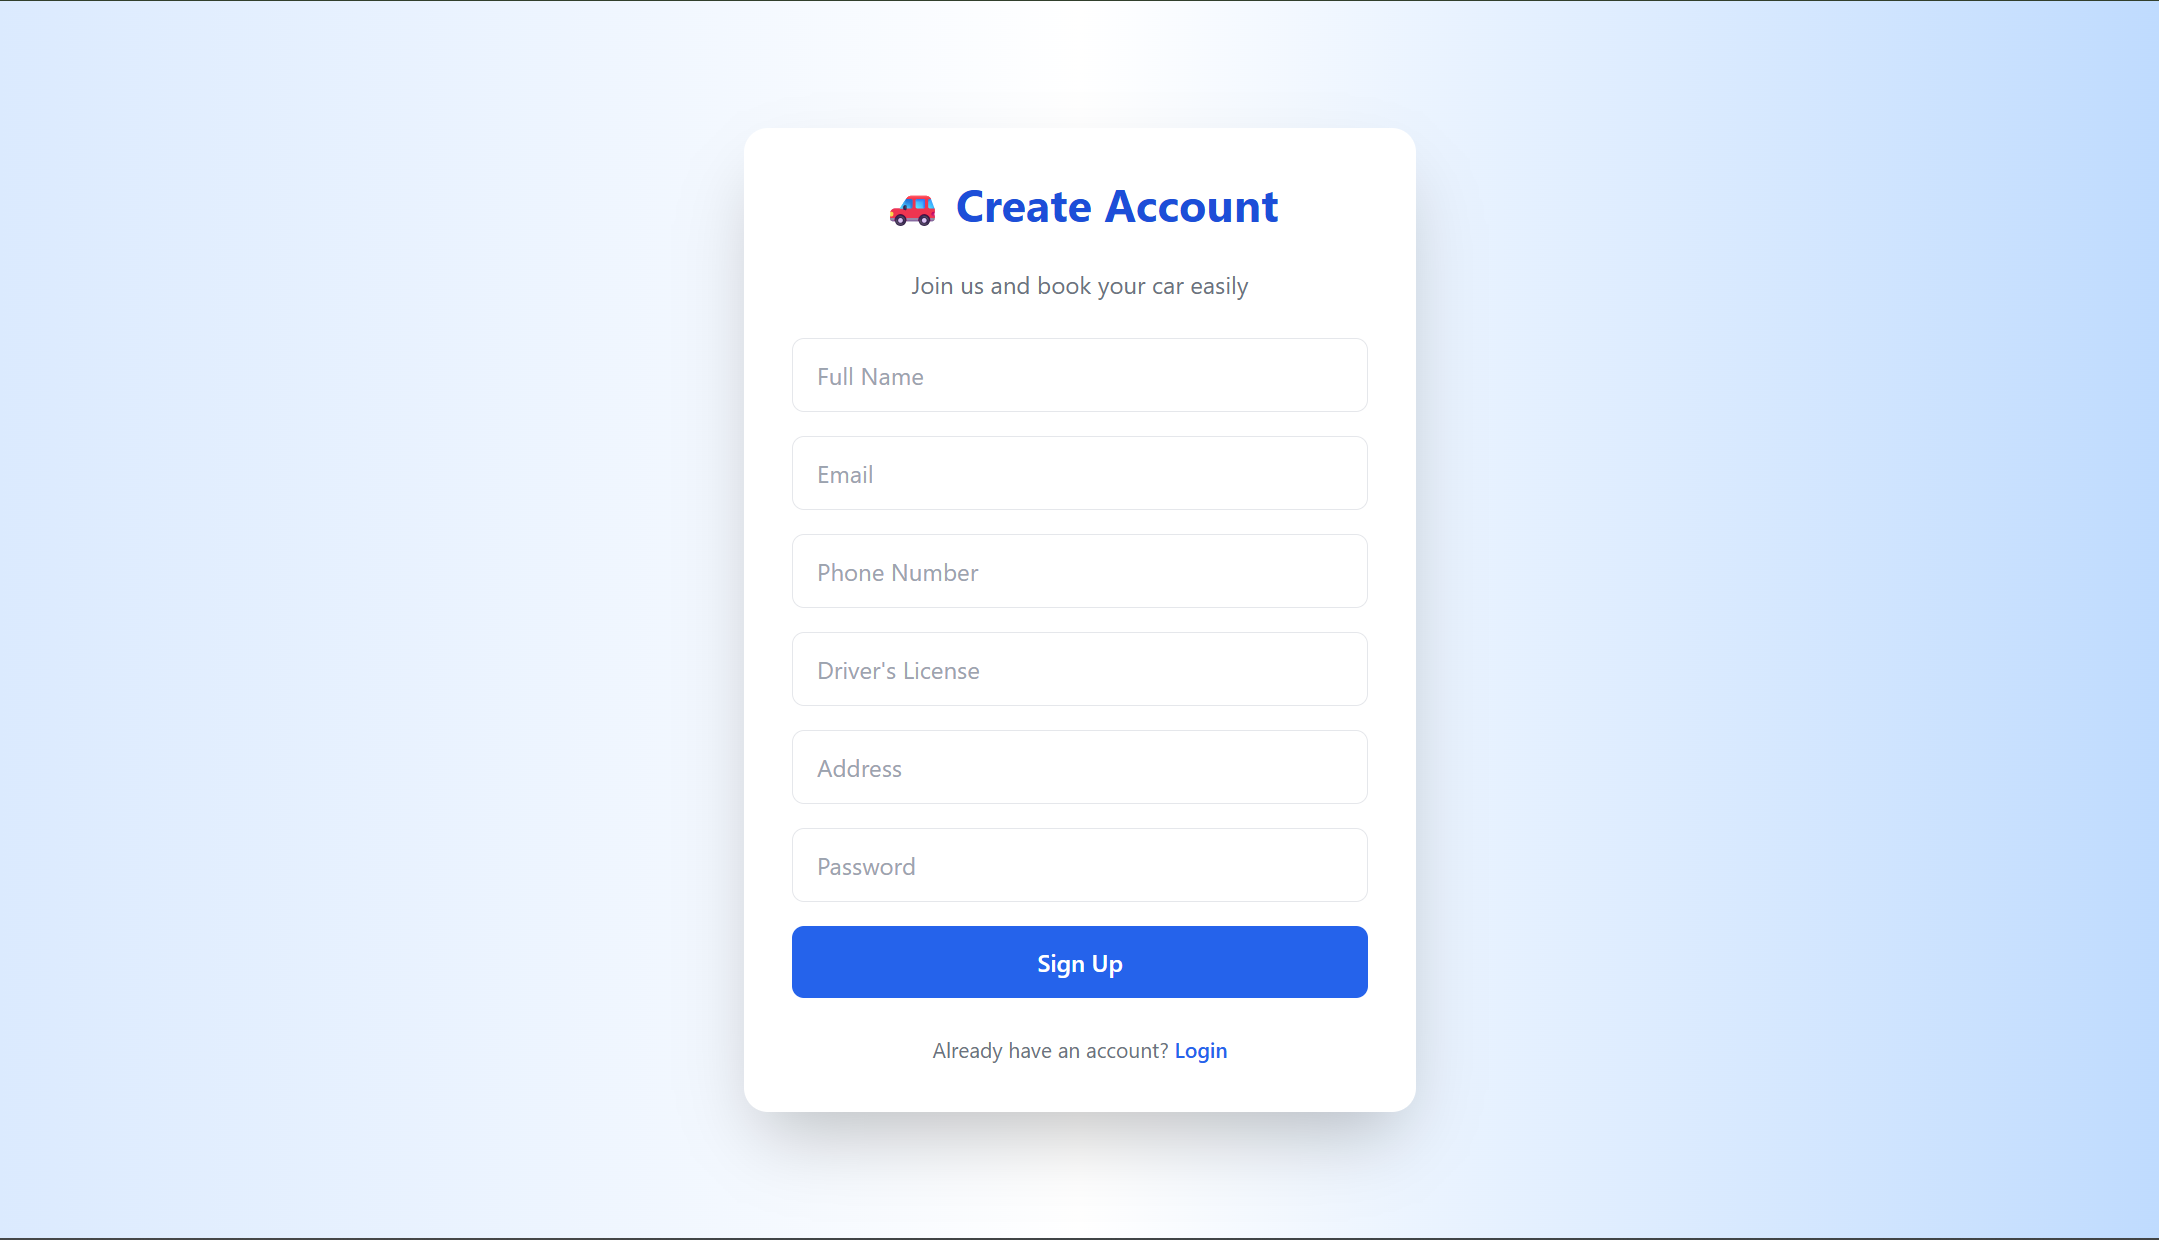 Create Account
Join us and book your car easily
Full Name
Email
Phone Number
Driver's License
Address
Password
Sign Up
Already have an account? Login